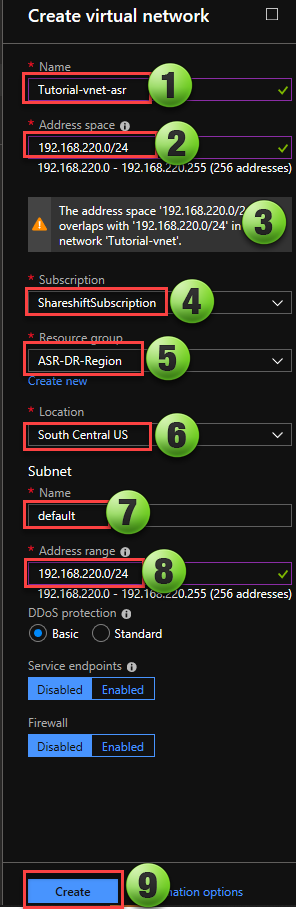 Create virtual network
* Name
Tutorial-vnet-asr
1
* Address space
192.168.220.0/24
2
192.168.220.0 - 192.168.220.255 (256 addresses)
The address space '192.168.220.0/2
overlaps with '192.168.220.0/24' in
network 'Tutorial-vnet'.
3
* Subscription
ShareshiftSubscription
4
* Resource group
ASR-DR-Region
5
Create new
* Location
South Central US
6
Subnet
* Name
default
7
* Address range
192.168.220.0/24
8
192.168.220.0 - 192.168.220.255 (256 addresses)
DDoS protection
Basic Standard
Service endpoints
Disabled Enabled
Firewall
Disabled Enabled
Create
9
mation options